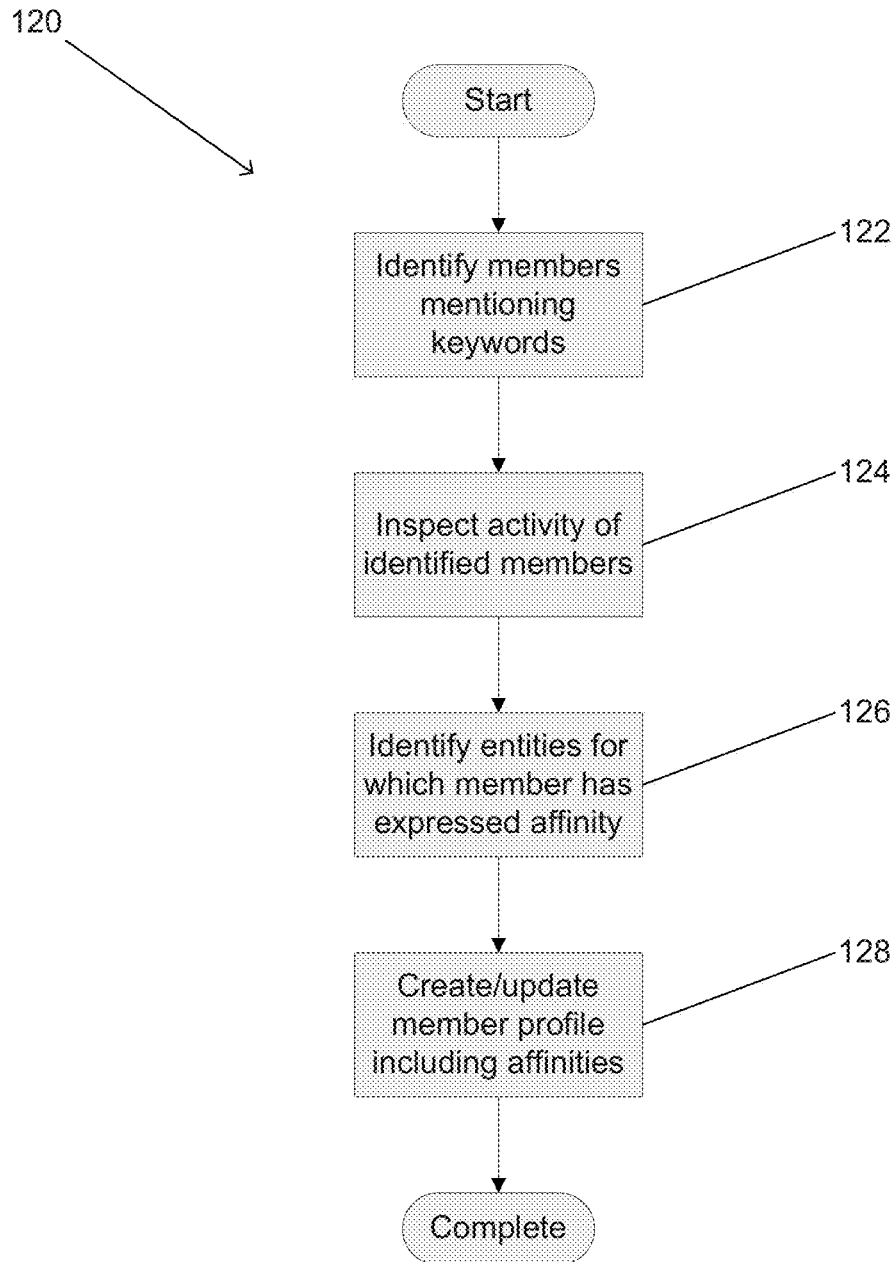 120
Start
Identify members
mentioning
keywords
122
Inspect activity of
identified members
124
Identify entities for
which member has
expressed affinity
126
Create/update
member profile
including affinities
128
Complete